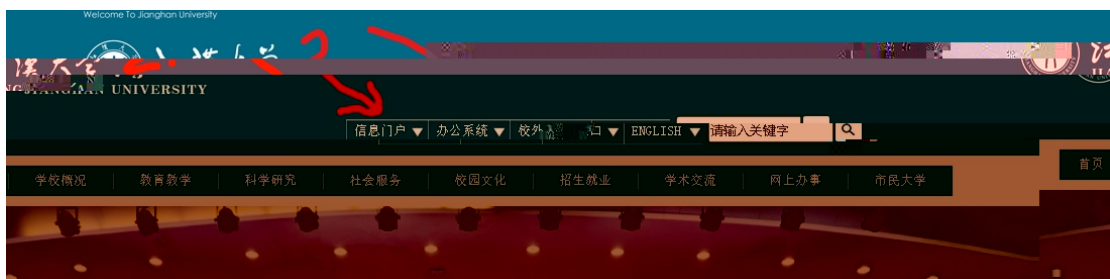 Welcome To Jianghan University
JIANGHAN UNIVERSITY
信息门户 ▼ 办公系统 ▼ 校外 ▼ ENGLISH ▼ 请输入关键字
首页
学校概况 教育教学 科学研究 社会服务 校园文化 招生就业 学术交流 网上办事 市民大学